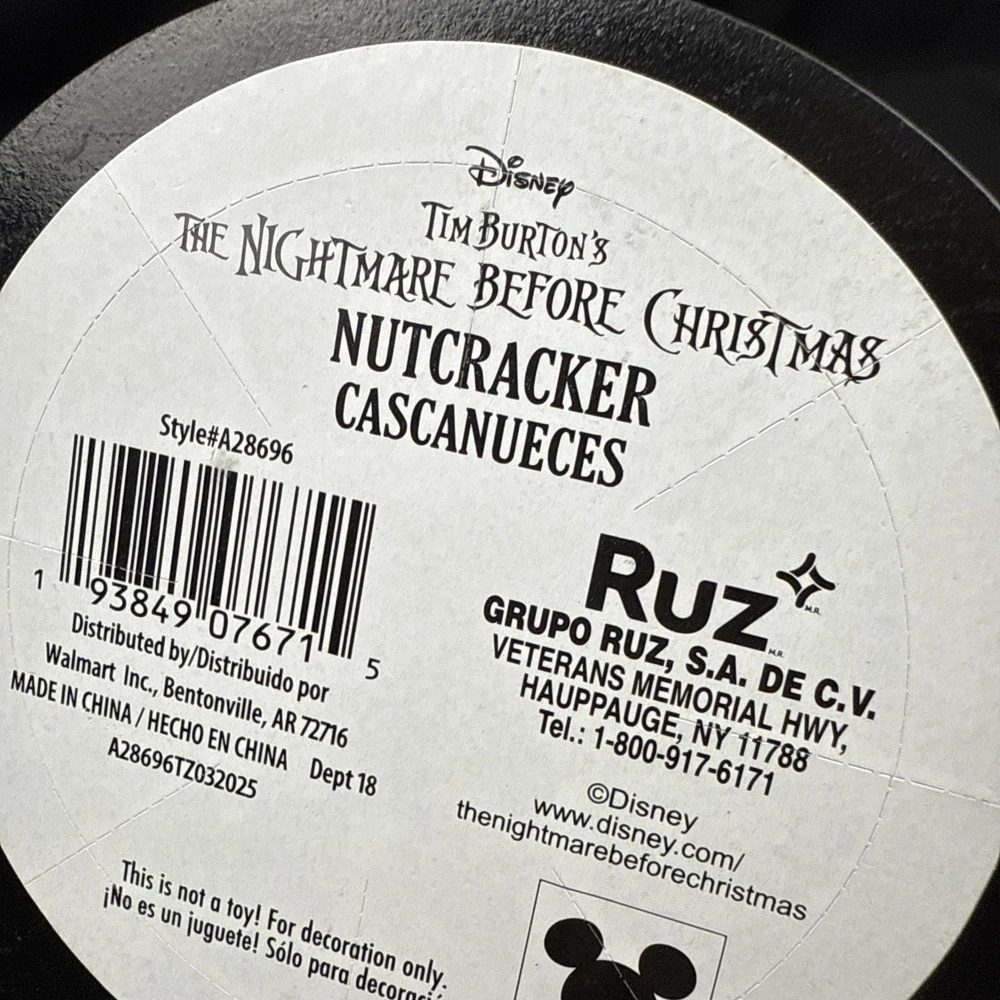 Disney
Tim Burton's
The Nightmare Before Christmas
NUTCRACKER
CASCANUECES
Style#A28696
1 93849 07671 5
Distributed by/Distribuido por
Walmart Inc., Bentonville, AR 72716
MADE IN CHINA / HECHO EN CHINA Dept 18
A28696TZ032025
This is not a toy! For decoration only.
¡No es un juguete! Sólo para
RUZ
M.R.
M.R.
GRUPO RUZ, S.A. DE C.V.
VETERANS MEMORIAL HWY,
HAUPPAUGE, NY 11788
Tel.: 1-800-917-6171
©Disney
www.disney.com/
thenightmarebeforechristmas